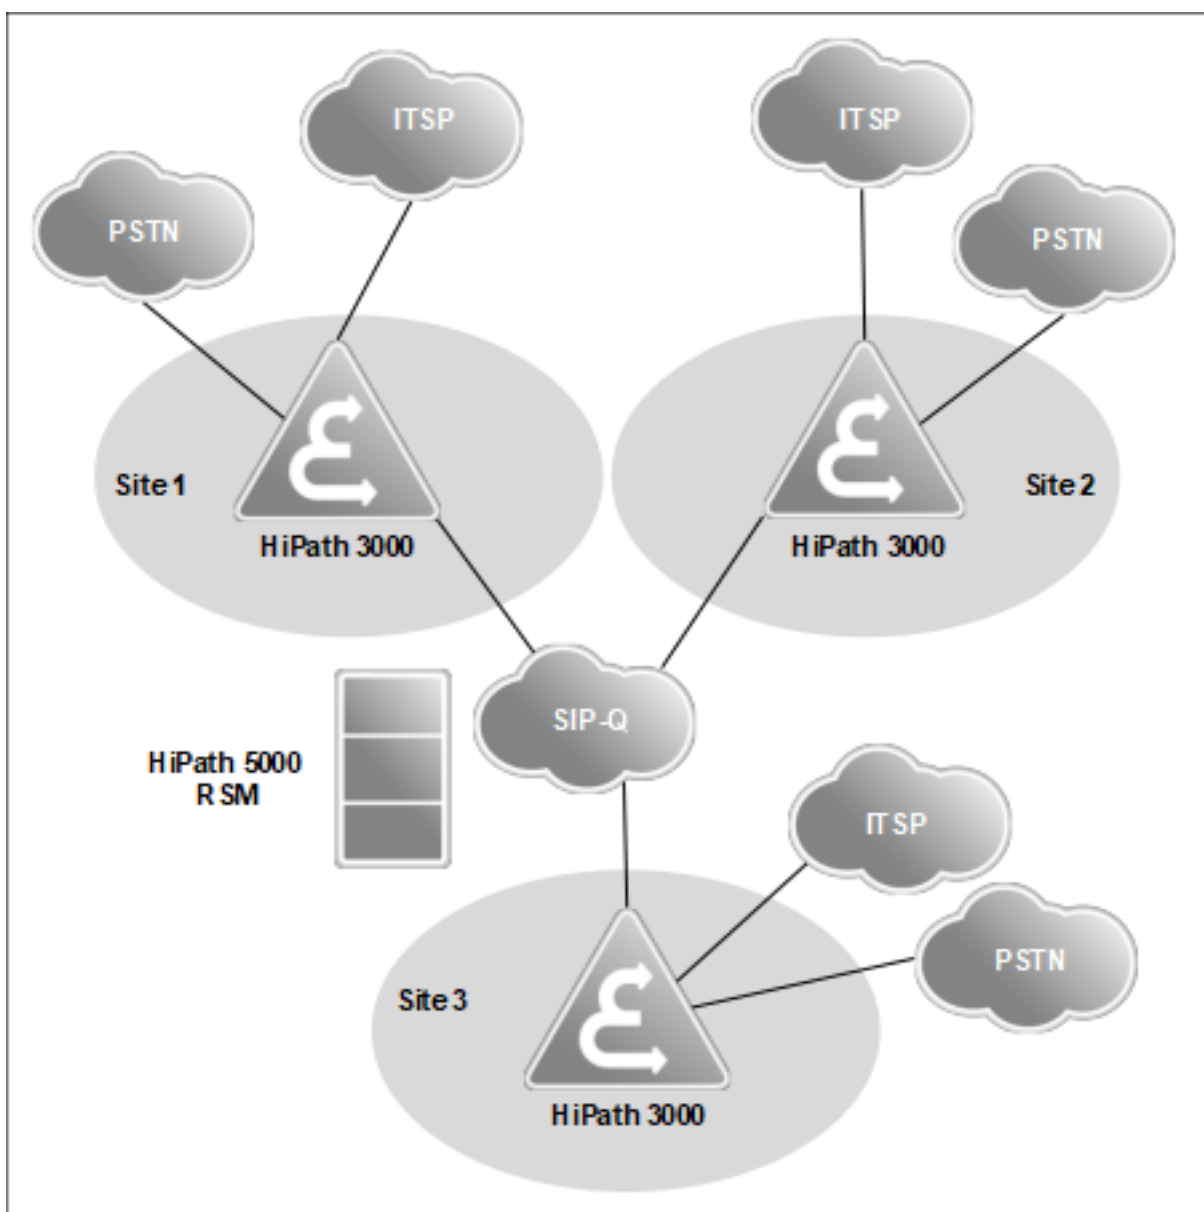 ITSP
ITSP
PSTN
PSTN
Site 1
Site 2
HiPath 3000
HiPath 3000
SIP-Q
HiPath 5000
RSM
ITSP
PSTN
Site 3
HiPath 3000